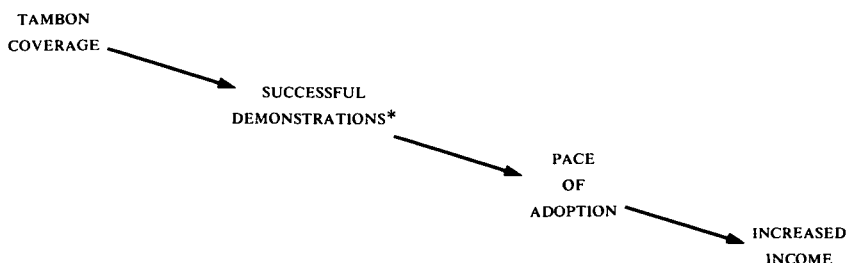 TAMBON
COVERAGE
SUCCESSFUL
DEMONSTRATIONS*
PACE
OF
ADOPTION
INCREASED
INCOME